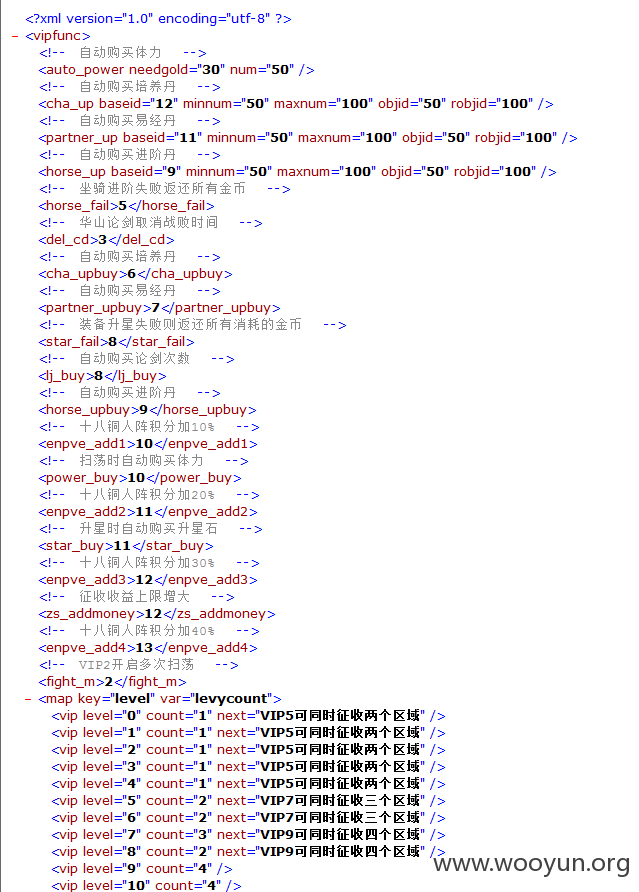 <?xml version="1.0" encoding="utf-8" ?>
- <vipfunc>
<!-- 自动购买体力 -->
<auto_power needgold="30" num="50" />
<!-- 自动购买培养丹 -->
<cha_up baseid="12" minnum="50" maxnum="100" objid="50" robjid="100" />
<!-- 自动购买易经丹 -->
<partner_up baseid="11" minnum="50" maxnum="100" objid="50" robjid="100" />
<!-- 自动购买进阶丹 -->
<horse_up baseid="9" minnum="50" maxnum="100" objid="50" robjid="100" />
<!-- 坐骑进阶失败返还所有金币 -->
<horse_fail>5</horse_fail>
<!-- 华山论剑取消战败时间 -->
<del_cd>3</del_cd>
<!-- 自动购买培养丹 -->
<cha_upbuy>6</cha_upbuy>
<!-- 自动购买易经丹 -->
<partner_upbuy>7</partner_upbuy>
<!-- 装备升星失败则返还所有消耗的金币 -->
<star_fail>8</star_fail>
<!-- 自动购买论剑次数 -->
<lj_buy>8</lj_buy>
<!-- 自动购买进阶丹 -->
<horse_upbuy>9</horse_upbuy>
<!-- 十八铜人阵积分加10% -->
<enpve_add1>10</enpve_add1>
<!-- 扫荡时自动购买体力 -->
<power_buy>10</power_buy>
<!-- 十八铜人阵积分加20% -->
<enpve_add2>11</enpve_add2>
<!-- 升星时自动购买升星石 -->
<star_buy>11</star_buy>
<!-- 十八铜人阵积分加30% -->
<enpve_add3>12</enpve_add3>
<!-- 征收收益上限增大 -->
<zs_addmoney>12</zs_addmoney>
<!-- 十八铜人阵积分加40% -->
<enpve_add4>13</enpve_add4>
<!-- VIP2开启多次扫荡 -->
<fight_m>2</fight_m>
- <map key="level" var="levycount">
<vip level="0" count="1" next="VIP5可同时征收两个区域" />
<vip level="1" count="1" next="VIP5可同时征收两个区域" />
<vip level="2" count="1" next="VIP5可同时征收两个区域" />
<vip level="3" count="1" next="VIP5可同时征收两个区域" />
<vip level="4" count="1" next="VIP5可同时征收两个区域" />
<vip level="5" count="2" next="VIP7可同时征收三个区域" />
<vip level="6" count="2" next="VIP7可同时征收三个区域" />
<vip level="7" count="3" next="VIP9可同时征收四个区域" />
<vip level="8" count="2" next="VIP9可同时征收四个区域" />
<vip level="9" count="4" />
<vip level="10" count="4" />
www.wooyun.org